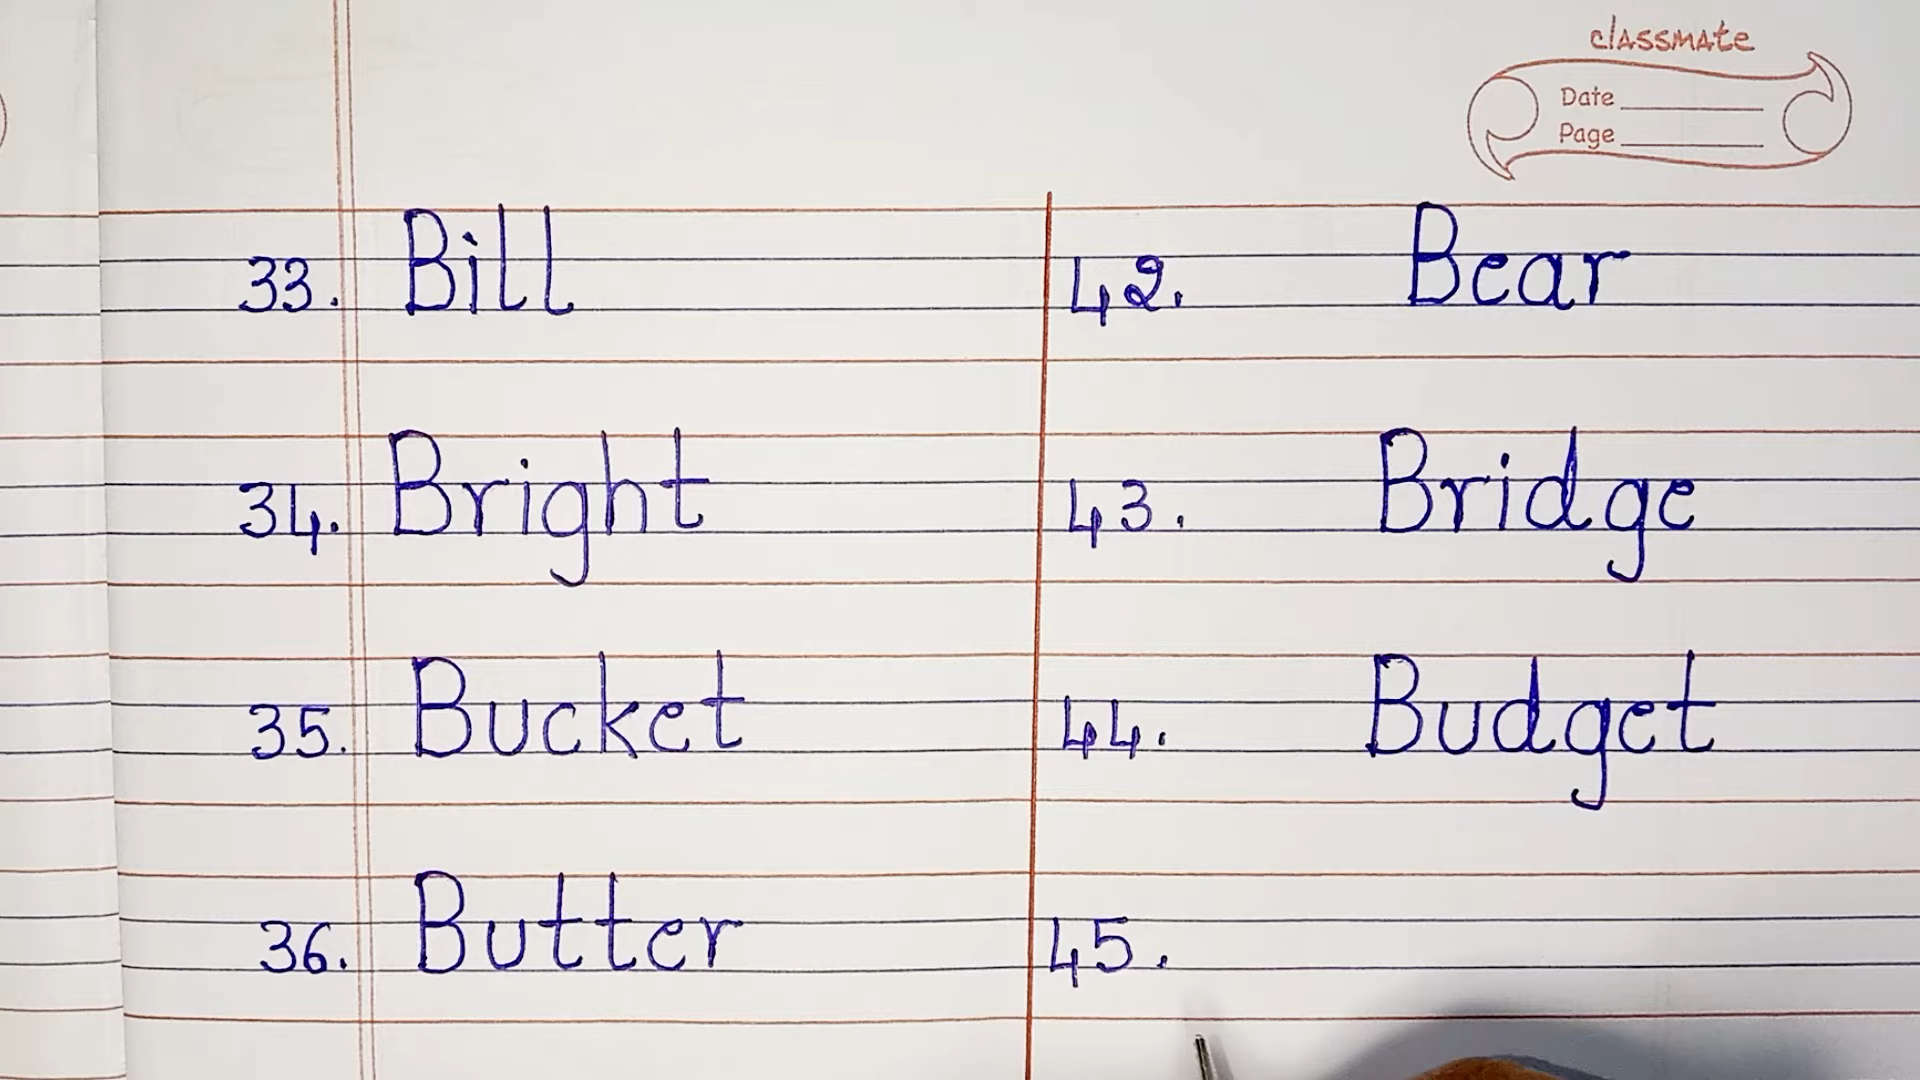 classmate
Date
Page
33. Bill
34. Bright
35. Bucket
36. Butter
42. Bear
43. Bridge
44. Budget
45.